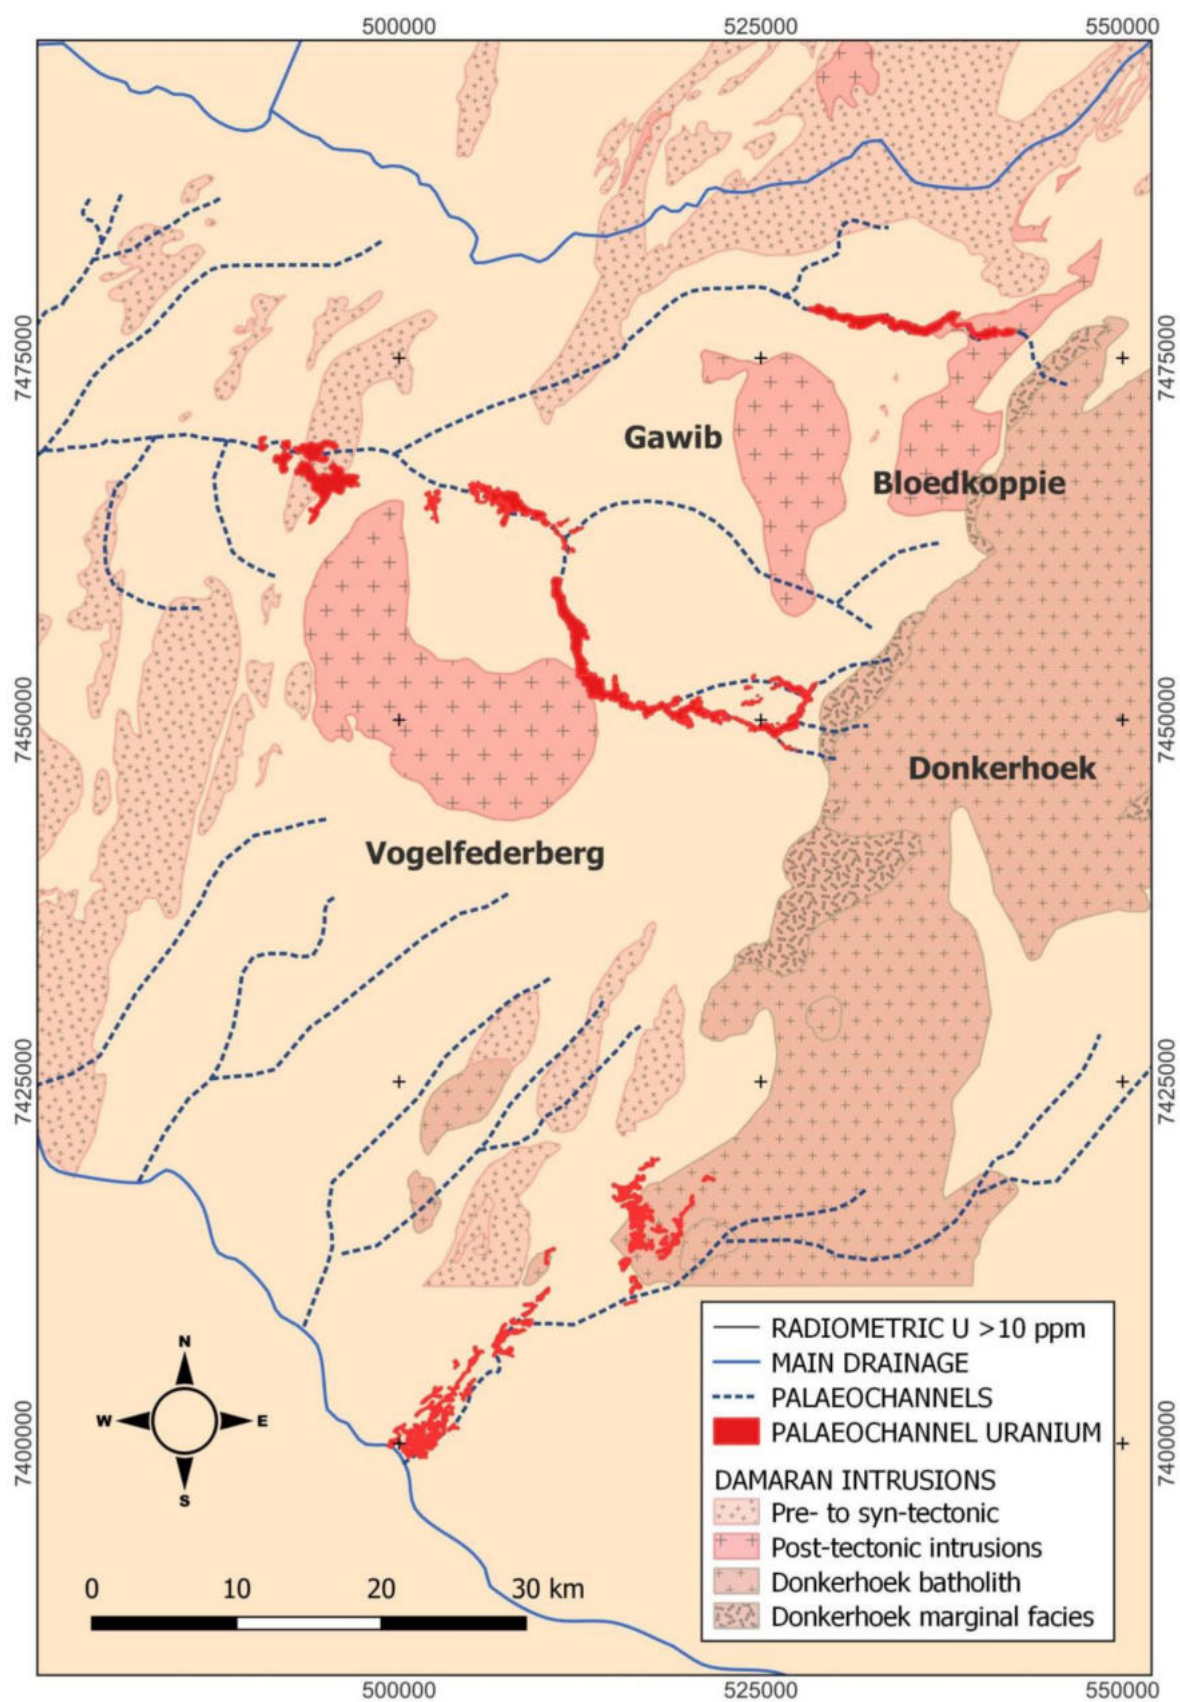 500000 525000 550000
7475000 7475000
Gawib
Bloedkoppie
7450000 7450000
Donkerhoek
Vogelfederberg
7425000 7425000
7400000 7400000
N
W E
S
0 10 20 30 km
RADIOMETRIC U >10 ppm
MAIN DRAINAGE
PALAEOCHANNELS
PALAEOCHANNEL URANIUM
DAMARAN INTRUSIONS
Pre- to syn-tectonic
Post-tectonic intrusions
Donkerhoek batholith
Donkerhoek marginal facies
500000 525000 550000